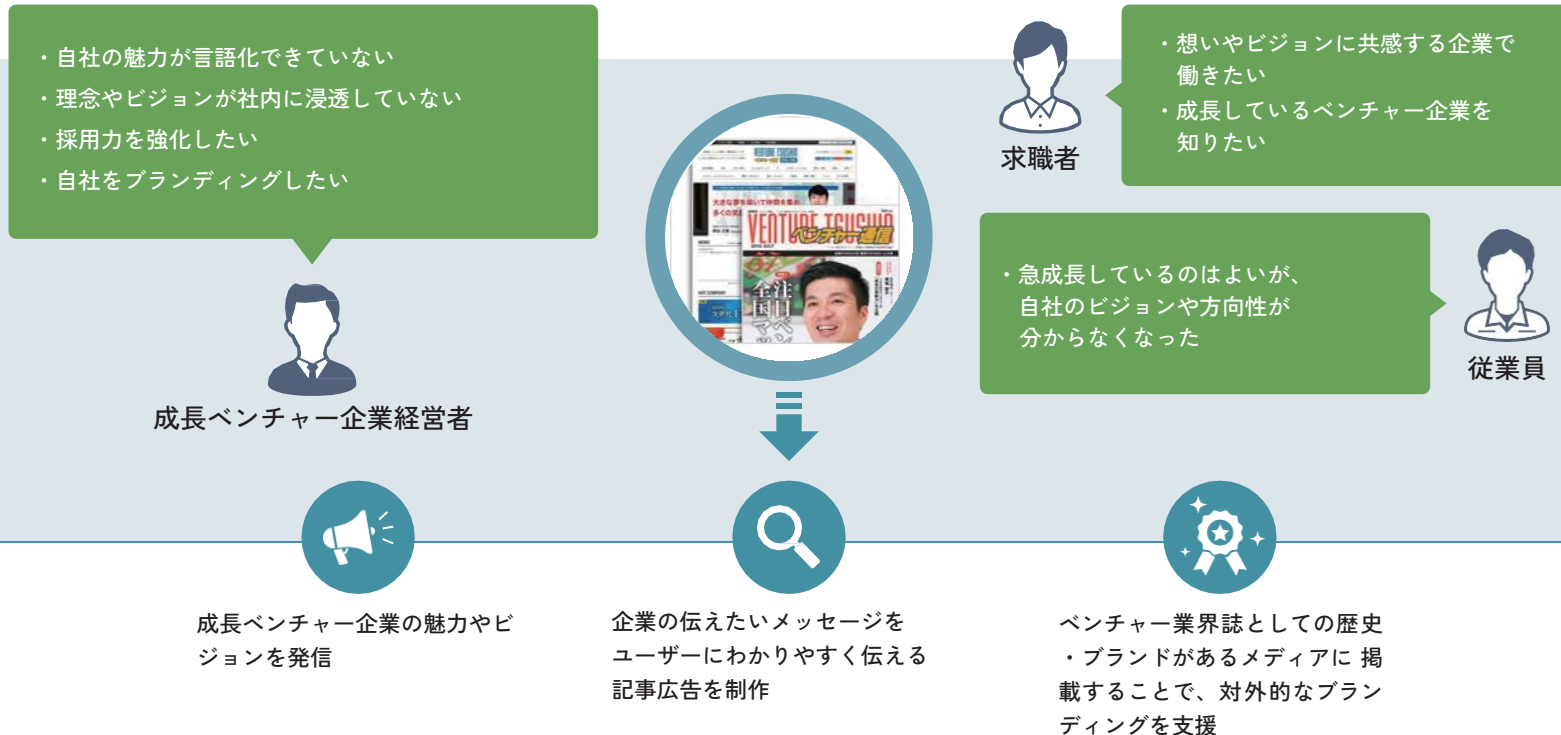 ・自社の魅力が言語化できていない
・理念やビジョンが社内に浸透していない
・採用力を強化したい
・自社をブランディングしたい
成長ベンチャー企業経営者
VENTURE TSUSHIN
ベンチャー通信
・想いやビジョンに共感する企業で
働きたい
・成長しているベンチャー企業を
知りたい
求職者
・急成長しているのはよいが、
自社のビジョンや方向性が
分からなくなった
従業員
成長ベンチャー企業の魅力やビ
ジョンを発信
企業の伝えたいメッセージを
ユーザーにわかりやすく伝える
記事広告を制作
ベンチャー業界誌としての歴史
・ブランドがあるメディアに 掲
載することで、対外的なブラン
ディングを支援